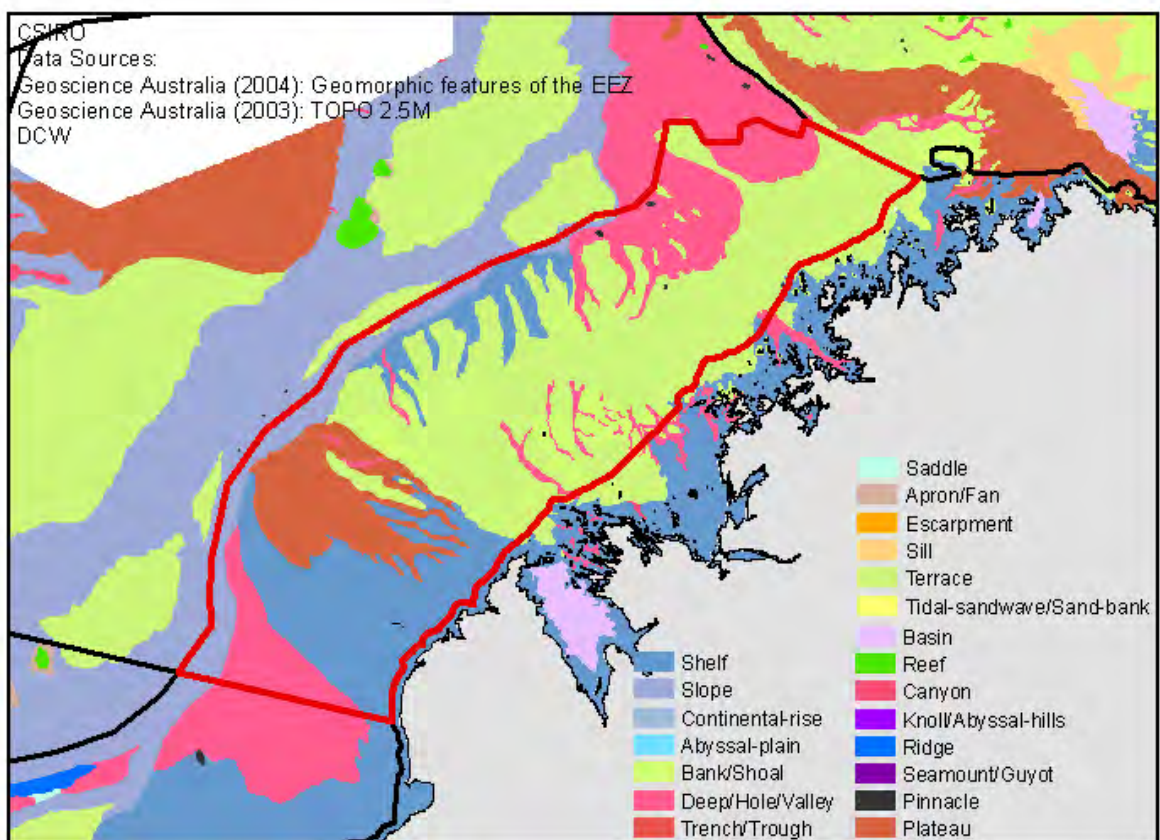 CSIRO
Data Sources:
Geoscience Australia (2004): Geomorphic features of the EEZ
Geoscience Australia (2003): TOPO 2.5M
DCW
Shelf
Slope
Continental-rise
Abyssal-plain
Bank/Shoal
Deep/Hole/Valley
Trench/Trough
Saddle
Apron/Fan
Escarpment
Sill
Terrace
Tidal-sandwave/Sand-bank
Basin
Reef
Canyon
Knoll/Abyssal-hills
Ridge
Seamount/Guyot
Pinnacle
Plateau